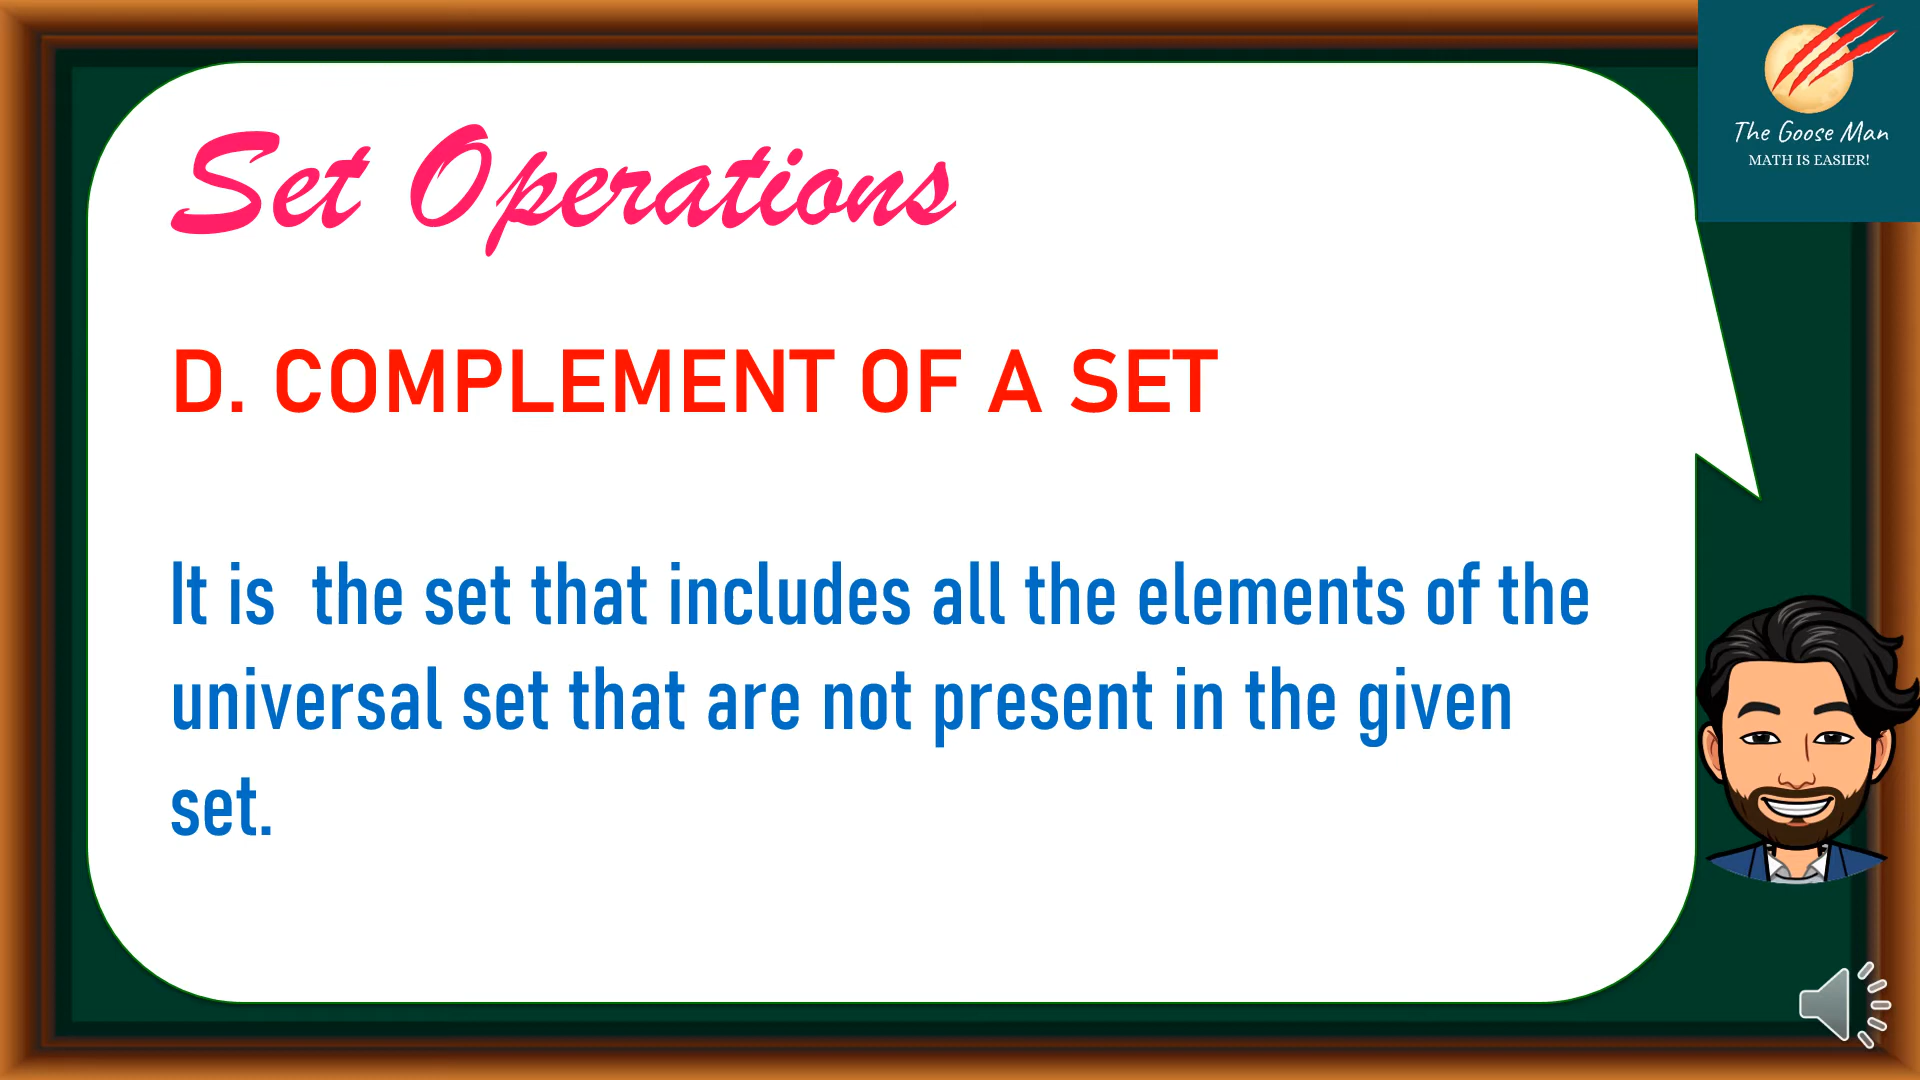 Set Operations
The Goose Man
MATH IS EASIER!
D. COMPLEMENT OF A SET
It is  the set that includes all the elements of the
universal set that are not present in the given
set.